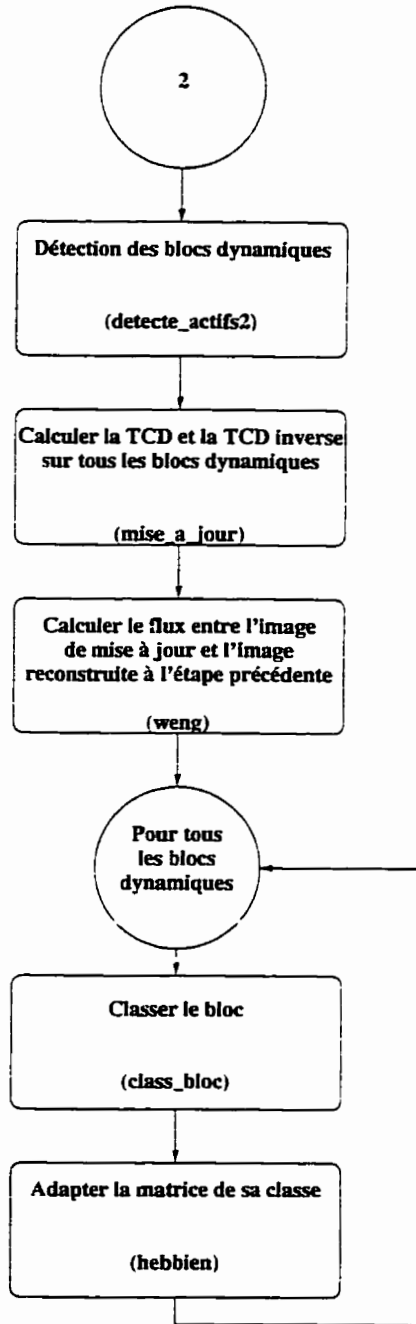 2
Détection des blocs dynamiques
(detecte_actifs2)
Calculer la TCD et la TCD inverse
sur tous les blocs dynamiques
(mise_a_jour)
Calculer le flux entre l'image
de mise à jour et l'image
reconstruite à l'étape précédente
(weng)
Pour tous
les blocs
dynamiques
Classer le bloc
(class_bloc)
Adapter la matrice de sa classe
(hebbien)